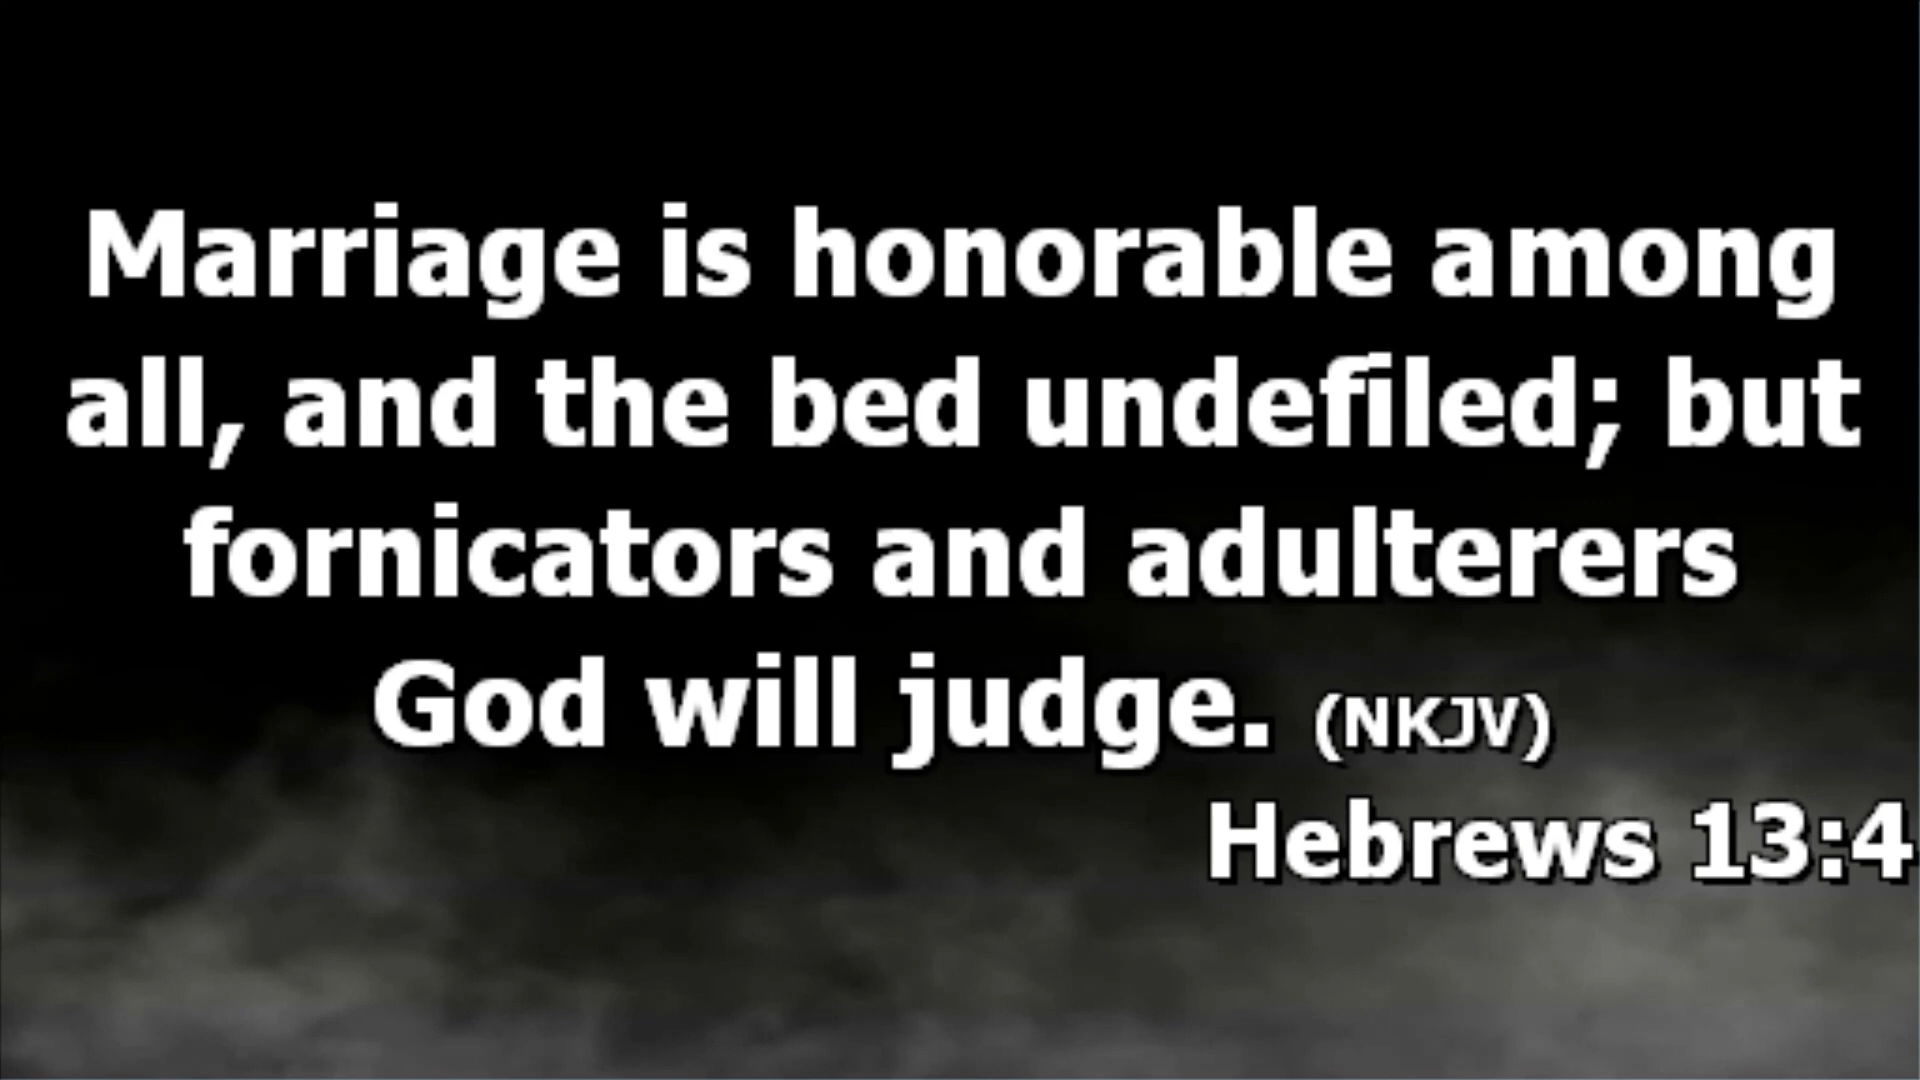 Marriage is honorable among
all, and the bed undefiled; but
fornicators and adulterers
God will judge. (NKJV)
Hebrews 13:4